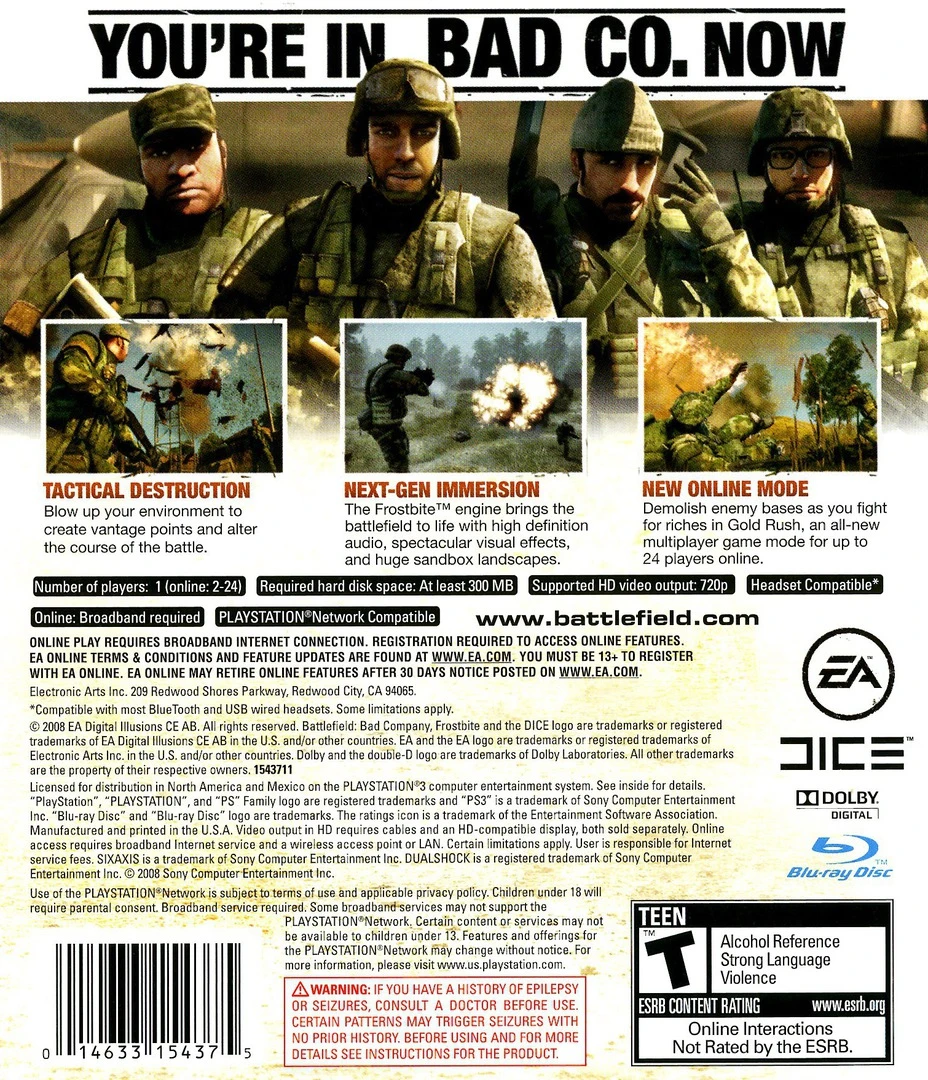 YOU'RE IN BAD CO. NOW
TACTICAL DESTRUCTION
Blow up your environment to
create vantage points and alter
the course of the battle.
NEXT-GEN IMMERSION
The Frostbite™ engine brings the
battlefield to life with high definition
audio, spectacular visual effects,
and huge sandbox landscapes.
NEW ONLINE MODE
Demolish enemy bases as you fight
for riches in Gold Rush, an all-new
multiplayer game mode for up to
24 players online.
Number of players: 1 (online: 2-24)
Required hard disk space: At least 300 MB
Supported HD video output: 720p
Headset Compatible*
Online: Broadband required
PLAYSTATION®Network Compatible
www.battlefield.com
ONLINE PLAY REQUIRES BROADBAND INTERNET CONNECTION. REGISTRATION REQUIRED TO ACCESS ONLINE FEATURES.
EA ONLINE TERMS & CONDITIONS AND FEATURE UPDATES ARE FOUND AT WWW.EA.COM. YOU MUST BE 13+ TO REGISTER
WITH EA ONLINE. EA ONLINE MAY RETIRE ONLINE FEATURES AFTER 30 DAYS NOTICE POSTED ON WWW.EA.COM.
Electronic Arts Inc. 209 Redwood Shores Parkway, Redwood City, CA 94065.
*Compatible with most BlueTooth and USB wired headsets. Some limitations apply.
© 2008 EA Digital Illusions CE AB. All rights reserved. Battlefield: Bad Company, Frostbite and the DICE logo are trademarks or registered
trademarks of EA Digital Illusions CE AB in the U.S. and/or other countries. EA and the EA logo are trademarks or registered trademarks of
Electronic Arts Inc. in the U.S. and/or other countries. Dolby and the double-D logo are trademarks of Dolby Laboratories. All other trademarks
are the property of their respective owners. 1543711
Licensed for distribution in North America and Mexico on the PLAYSTATION®3 computer entertainment system. See inside for details.
"PlayStation", "PLAYSTATION", and "PS" Family logo are registered trademarks and "PS3" is a trademark of Sony Computer Entertainment
Inc. "Blu-ray Disc" and "Blu-ray Disc" logo are trademarks. The ratings icon is a trademark of the Entertainment Software Association.
Manufactured and printed in the U.S.A. Video output in HD requires cables and an HD-compatible display, both sold separately. Online
access requires broadband Internet service and a wireless access point or LAN. Certain limitations apply. User is responsible for Internet
service fees. SIXAXIS is a trademark of Sony Computer Entertainment Inc. DUALSHOCK is a registered trademark of Sony Computer
Entertainment Inc. © 2008 Sony Computer Entertainment Inc.
Use of the PLAYSTATION®Network is subject to terms of use and applicable privacy policy. Children under 18 will
require parental consent. Broadband service required. Some broadband services may not support the
PLAYSTATION®Network. Certain content or services may not
be available to children under 13. Features and offerings for
the PLAYSTATION®Network may change without notice. For
more information, please visit www.us.playstation.com.
WARNING: IF YOU HAVE A HISTORY OF EPILEPSY
OR SEIZURES, CONSULT A DOCTOR BEFORE USE.
CERTAIN PATTERNS MAY TRIGGER SEIZURES WITH
NO PRIOR HISTORY. BEFORE USING AND FOR MORE
DETAILS SEE INSTRUCTIONS FOR THE PRODUCT.
0 14633 15437 5
EA™
DICE™
DOLBY
DIGITAL
Blu-ray Disc™
TEEN
T™
Alcohol Reference
Strong Language
Violence
ESRB CONTENT RATING www.esrb.org
Online Interactions
Not Rated by the ESRB.